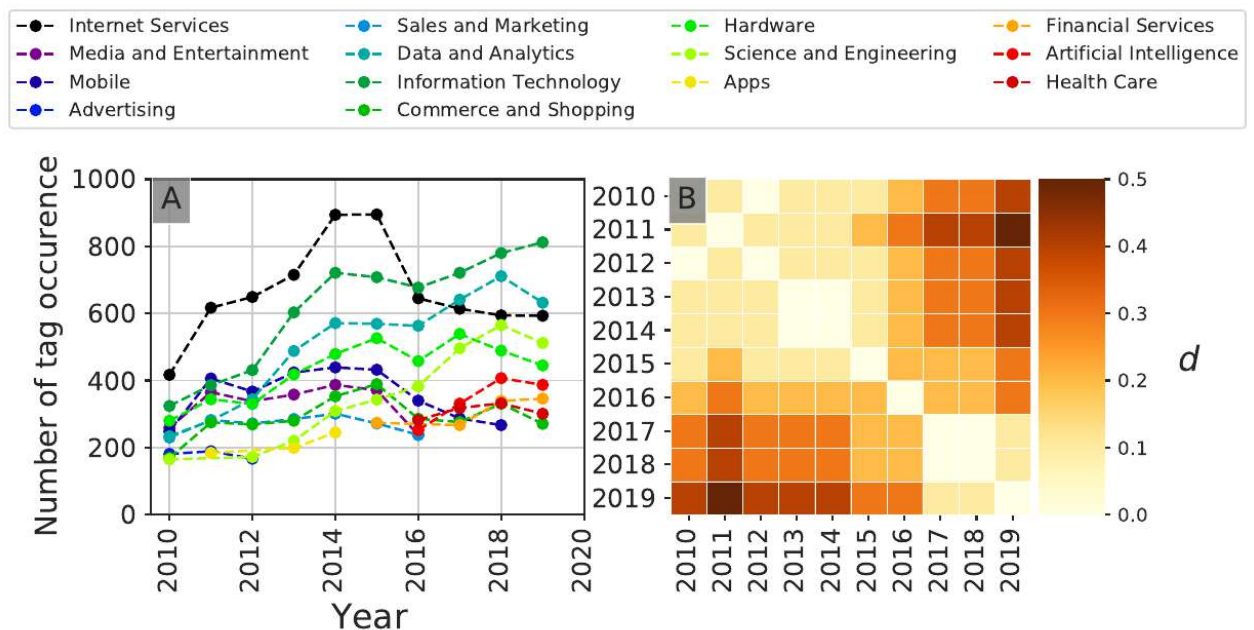 Internet Services
Media and Entertainment
Mobile
Advertising
Sales and Marketing
Data and Analytics
Information Technology
Commerce and Shopping
Hardware
Science and Engineering
Apps
Financial Services
Artificial Intelligence
Health Care
Number of tag occurence
1000
800
600
400
200
0
A
2010
2012
2014
2016
2018
2020
Year
B
2010
2011
2012
2013
2014
2015
2016
2017
2018
2019
2010
2011
2012
2013
2014
2015
2016
2017
2018
2019
0.5
0.4
0.3
0.2
0.1
0.0
d